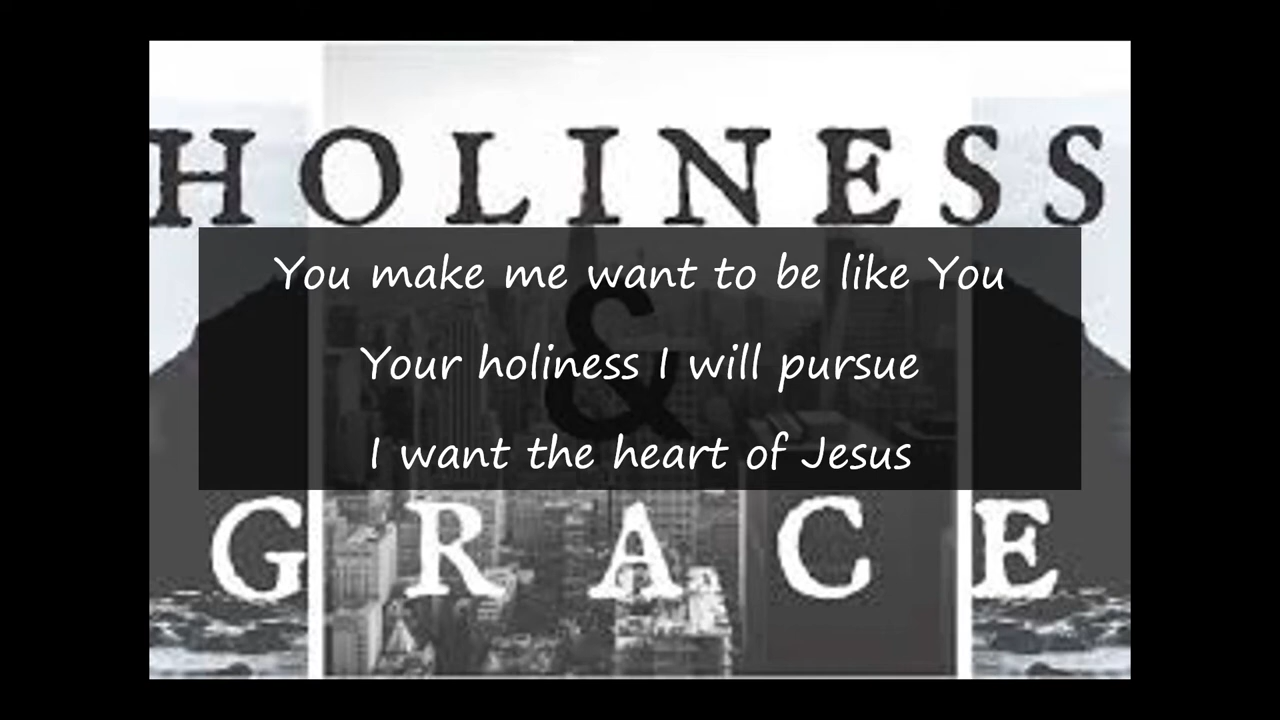 HOLINESS
You make me want to be like You
&
Your holiness I will pursue
I want the heart of Jesus
GRACE